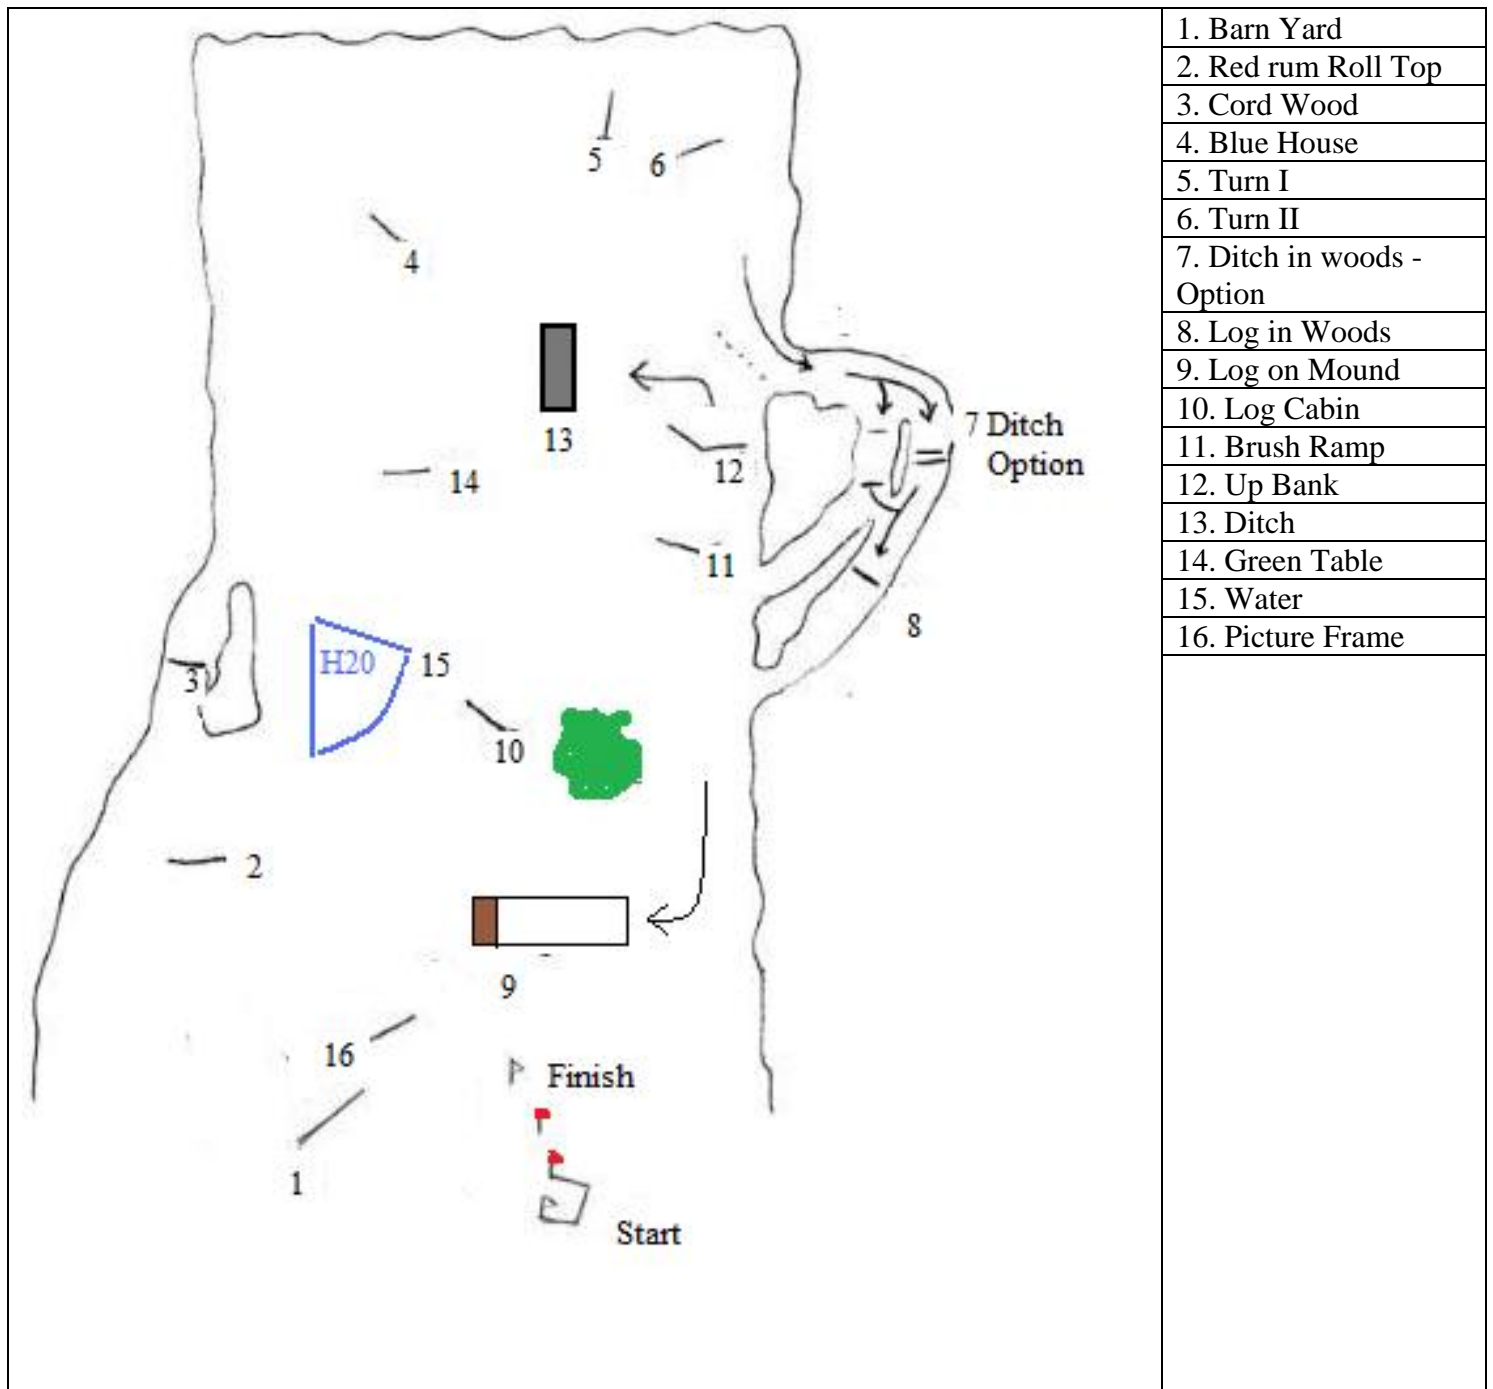 5
6
4
13
7 Ditch
Option
12
14
11
8
H20
15
3
10
2
9
16
Finish
1
Start
1. Barn Yard
2. Red rum Roll Top
3. Cord Wood
4. Blue House
5. Turn I
6. Turn II
7. Ditch in woods -
Option
8. Log in Woods
9. Log on Mound
10. Log Cabin
11. Brush Ramp
12. Up Bank
13. Ditch
14. Green Table
15. Water
16. Picture Frame